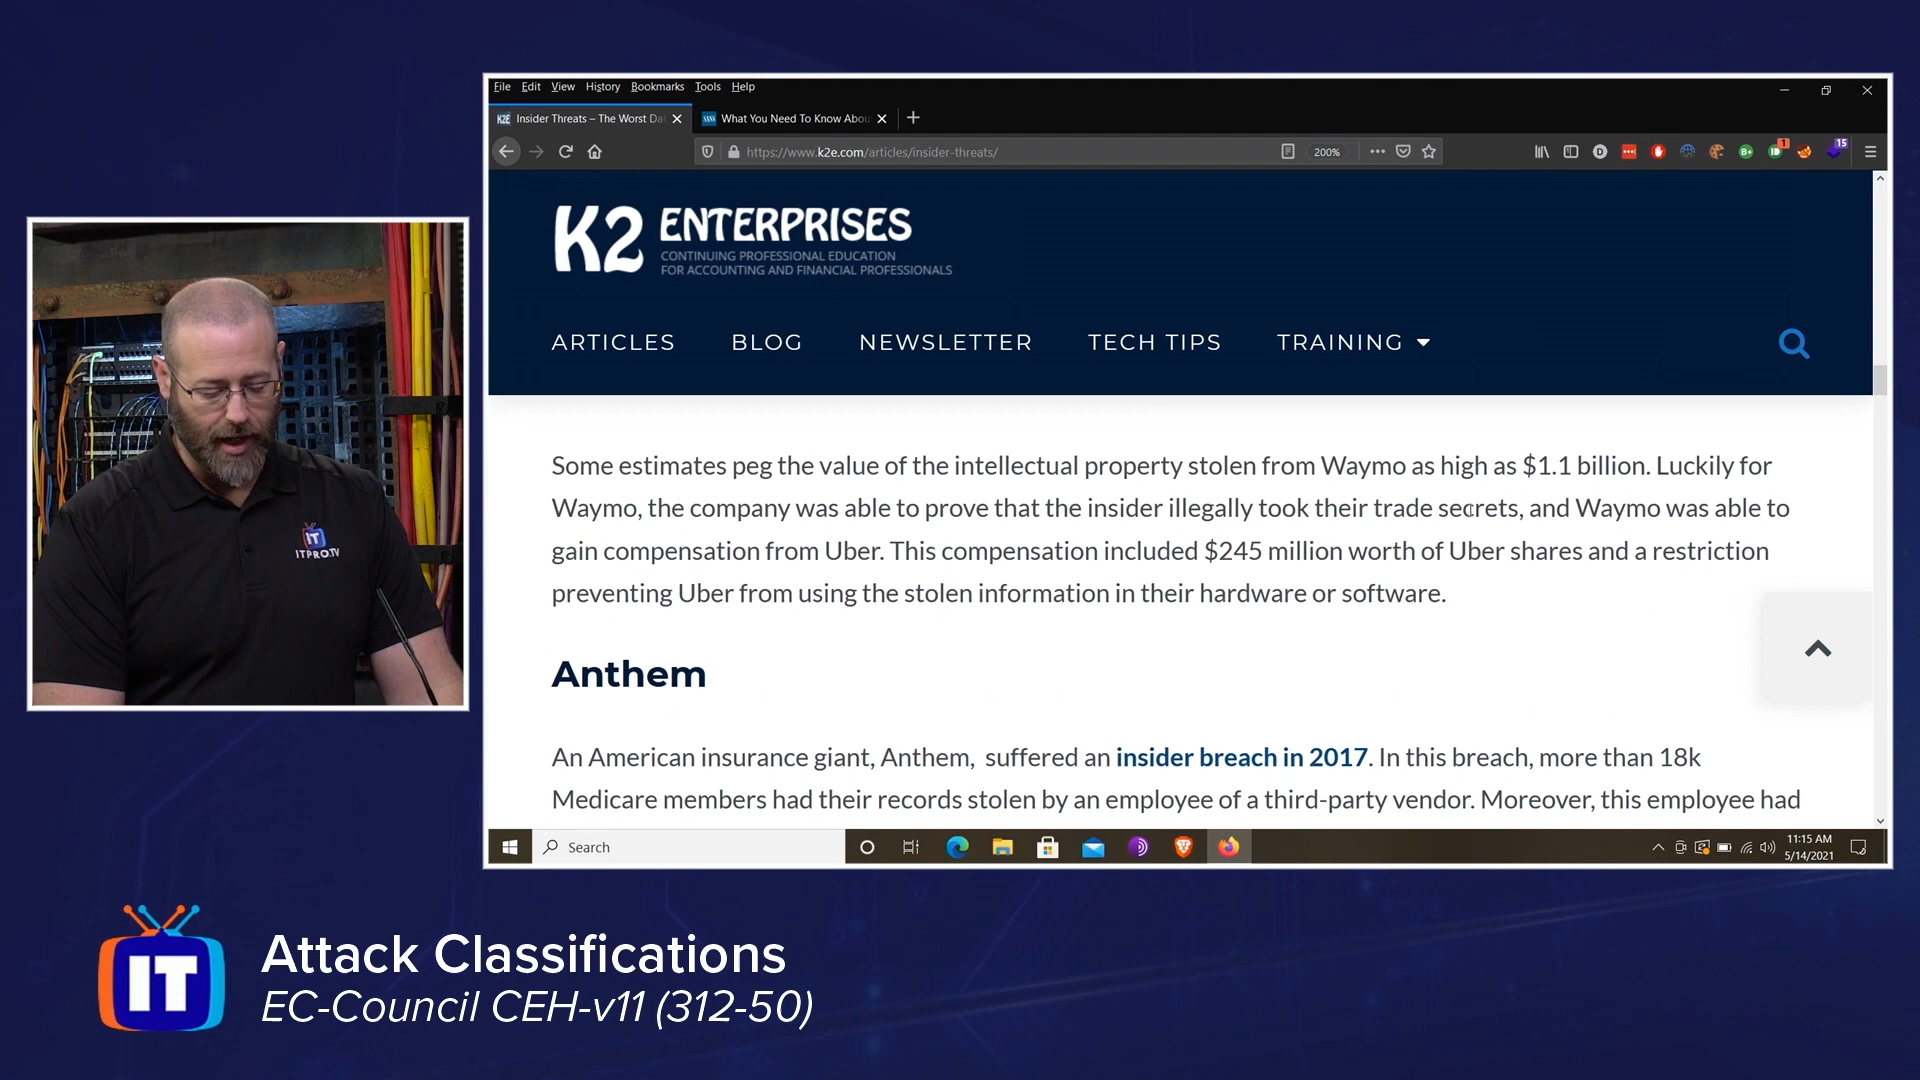 File Edit View History Bookmarks Tools Help
K2E Insider Threats – The Worst Da
SANS What You Need To Know Abou
https://www.k2e.com/articles/insider-threats/
200%
D
B+
1
15
K2 ENTERPRISES
CONTINUING PROFESSIONAL EDUCATION
FOR ACCOUNTING AND FINANCIAL PROFESSIONALS
ARTICLES BLOG NEWSLETTER TECH TIPS TRAINING
Some estimates peg the value of the intellectual property stolen from Waymo as high as $1.1 billion. Luckily for
Waymo, the company was able to prove that the insider illegally took their trade secrets, and Waymo was able to
gain compensation from Uber. This compensation included $245 million worth of Uber shares and a restriction
preventing Uber from using the stolen information in their hardware or software.
Anthem
An American insurance giant, Anthem, suffered an insider breach in 2017. In this breach, more than 18k
Medicare members had their records stolen by an employee of a third-party vendor. Moreover, this employee had
Search
11:15 AM
5/14/2021
IT
ITPRO.TV
IT
Attack Classifications
EC-Council CEH-v11 (312-50)